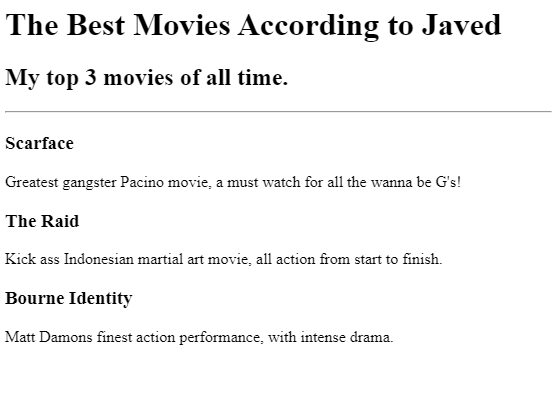 The Best Movies According to Javed
My top 3 movies of all time.
Scarface
Greatest gangster Pacino movie, a must watch for all the wanna be G's!
The Raid
Kick ass Indonesian martial art movie, all action from start to finish.
Bourne Identity
Matt Damons finest action performance, with intense drama.